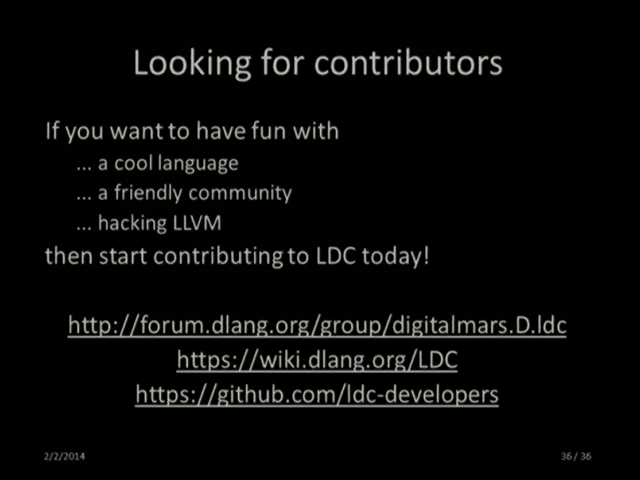 Looking for contributors
If you want to have fun with
... a cool language
... a friendly community
... hacking LLVM
then start contributing to LDC today!
http://forum.dlang.org/group/digitalmars.D.ldc
https://wiki.dlang.org/LDC
https://github.com/ldc-developers
2/2/2014
36 / 36